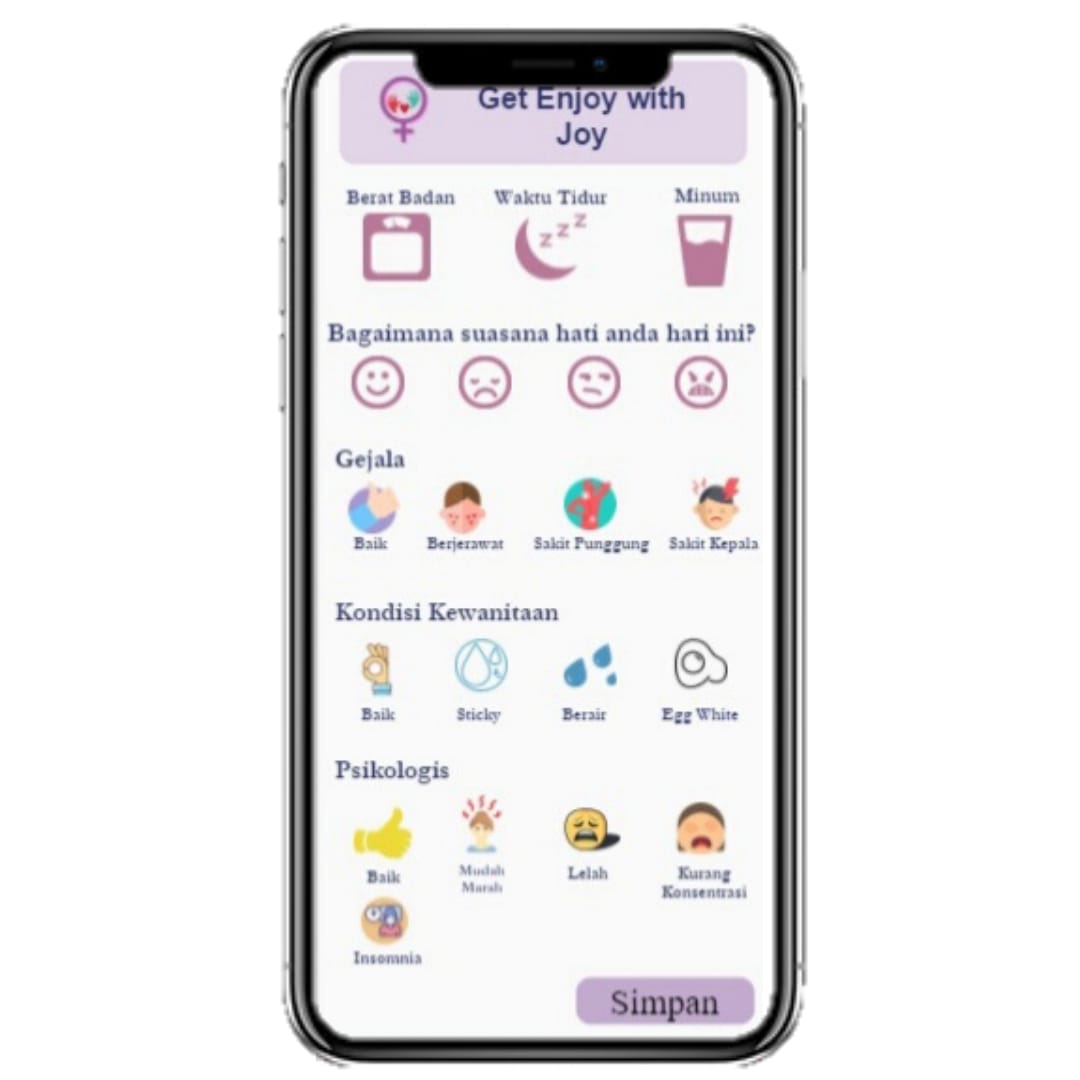 Get Enjoy with
Joy
Berat Badan Waktu Tidur Minum
z z z
Bagaimana suasana hati anda hari ini?
Gejala
Baik Berjerawat Sakit Punggung Sakit Kepala
Kondisi Kewanitaan
Baik Sticky Berair Egg White
Psikologis
Baik Mudah Lelah Kurang
Marah Konsentrasi
Insomnia
Simpan